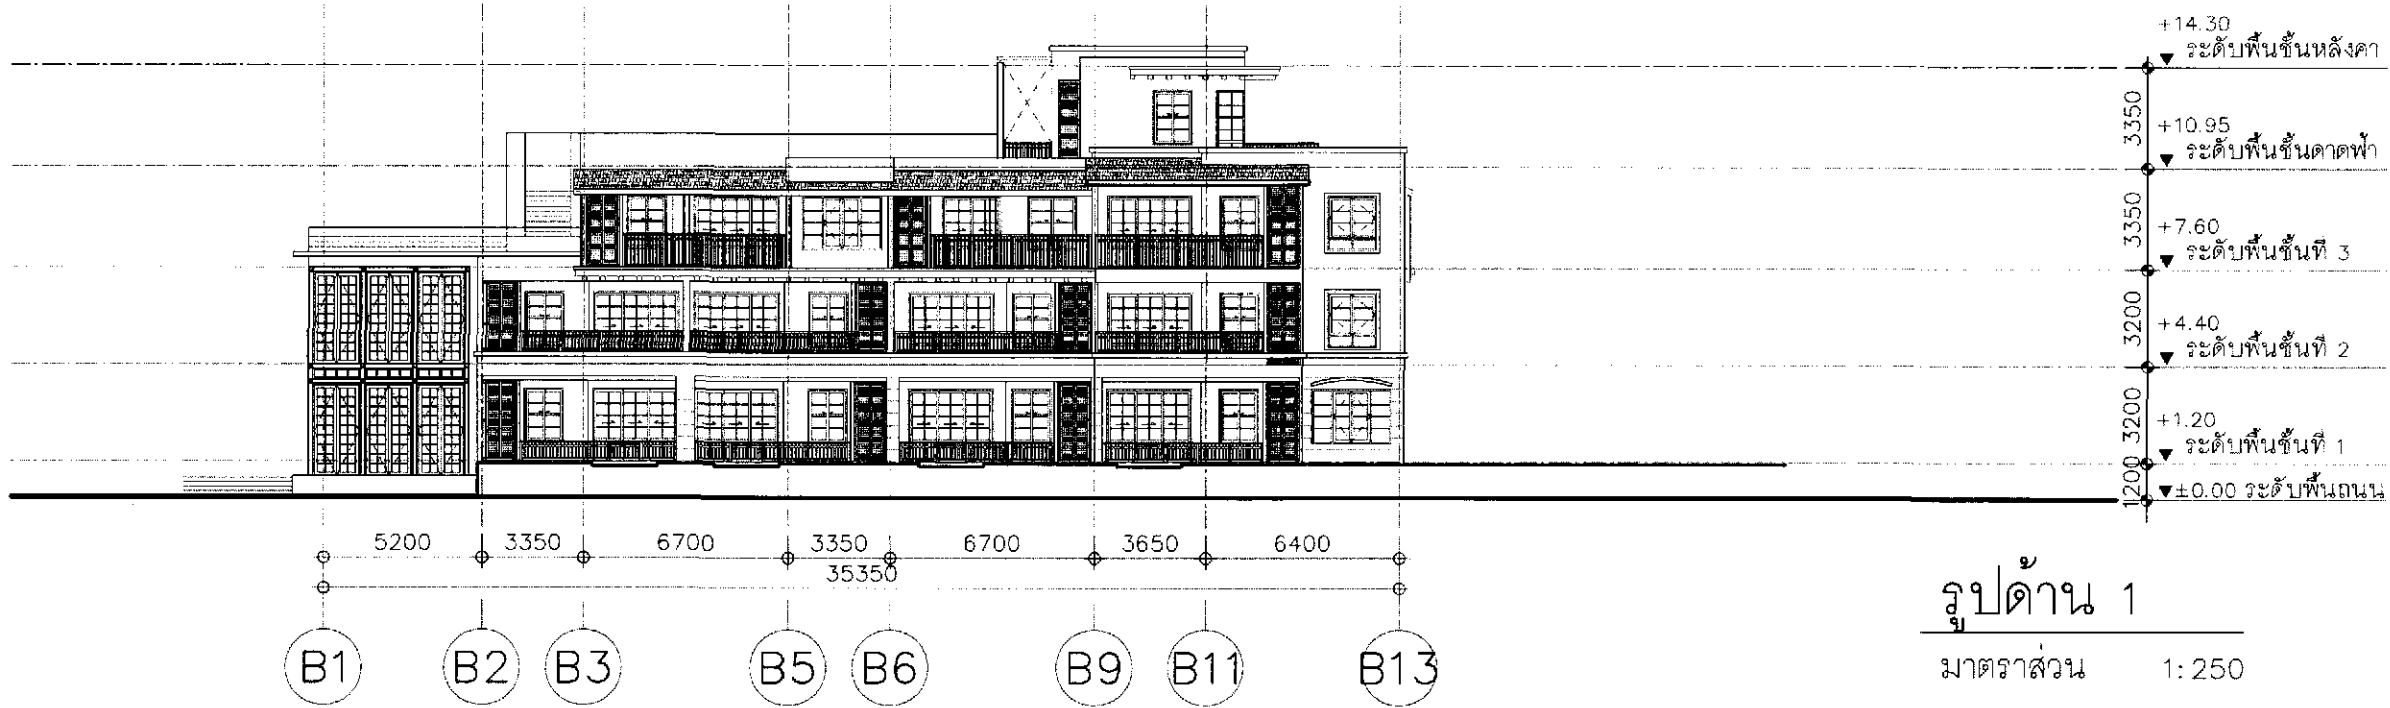 +14.30
ระดับพื้นชั้นหลังคา
3350
+10.95
ระดับพื้นชั้นดาดฟ้า
3350
+7.60
ระดับพื้นชั้นที่ 3
3200
+4.40
ระดับพื้นชั้นที่ 2
3200
+1.20
ระดับพื้นชั้นที่ 1
1200
±0.00 ระดับพื้นถนน
5200 3350 6700 3350 6700 3650 6400
35350
B1 B2 B3 B5 B6 B9 B11 B13
รูปด้าน 1
มาตราส่วน 1:250